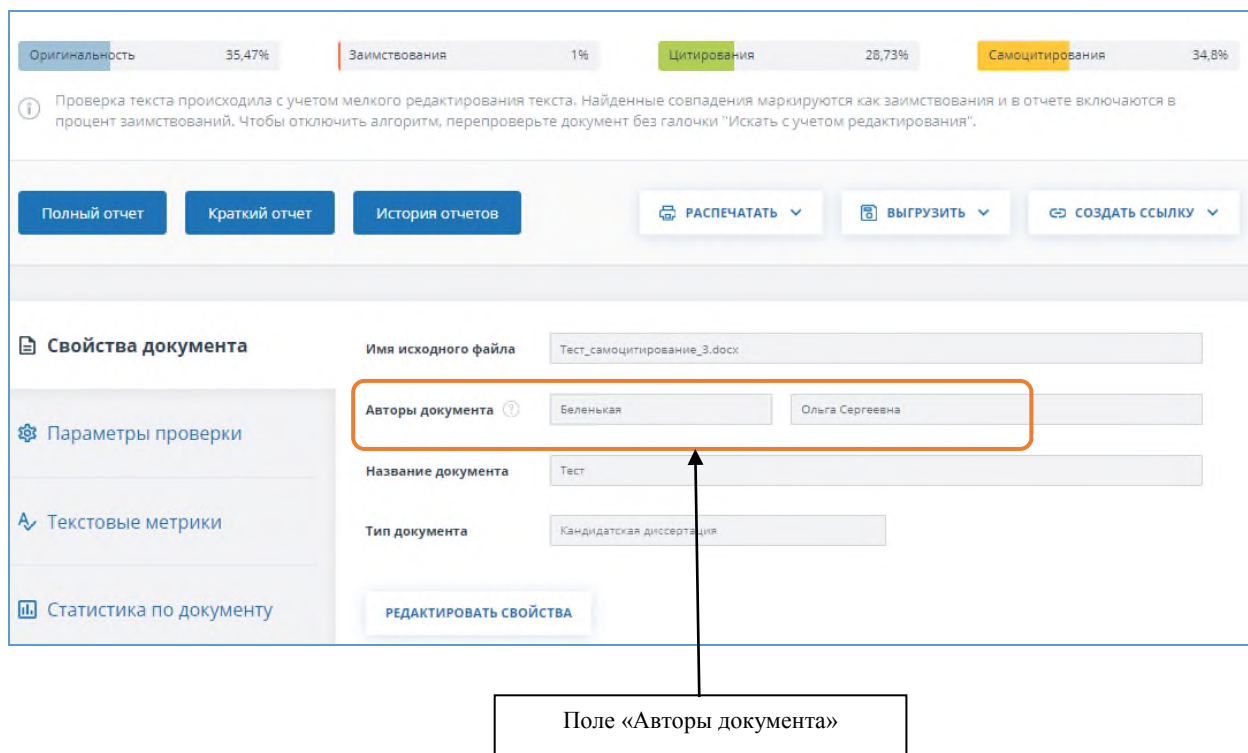 Оригинальность 35,47% Заимствования 1% Цитирования 28,73% Самоцитирования 34,8%
Проверка текста происходила с учетом мелкого редактирования текста. Найденные совпадения маркируются как заимствования и в отчете включаются в
процент заимствований. Чтобы отключить алгоритм, перепроверьте документ без галочки "Искать с учетом редактирования".
Полный отчет Краткий отчет История отчетов РАСПЕЧАТАТЬ ВЫГРУЗИТЬ СОЗДАТЬ ССЫЛКУ
Свойства документа
Параметры проверки
Текстовые метрики
Статистика по документу
Имя исходного файла Тест_самоцитирование_3.docx
Авторы документа ? Беленькая Ольга Сергеевна
Название документа Тест
Тип документа Кандидатская диссертация
РЕДАКТИРОВАТЬ СВОЙСТВА
Поле «Авторы документа»